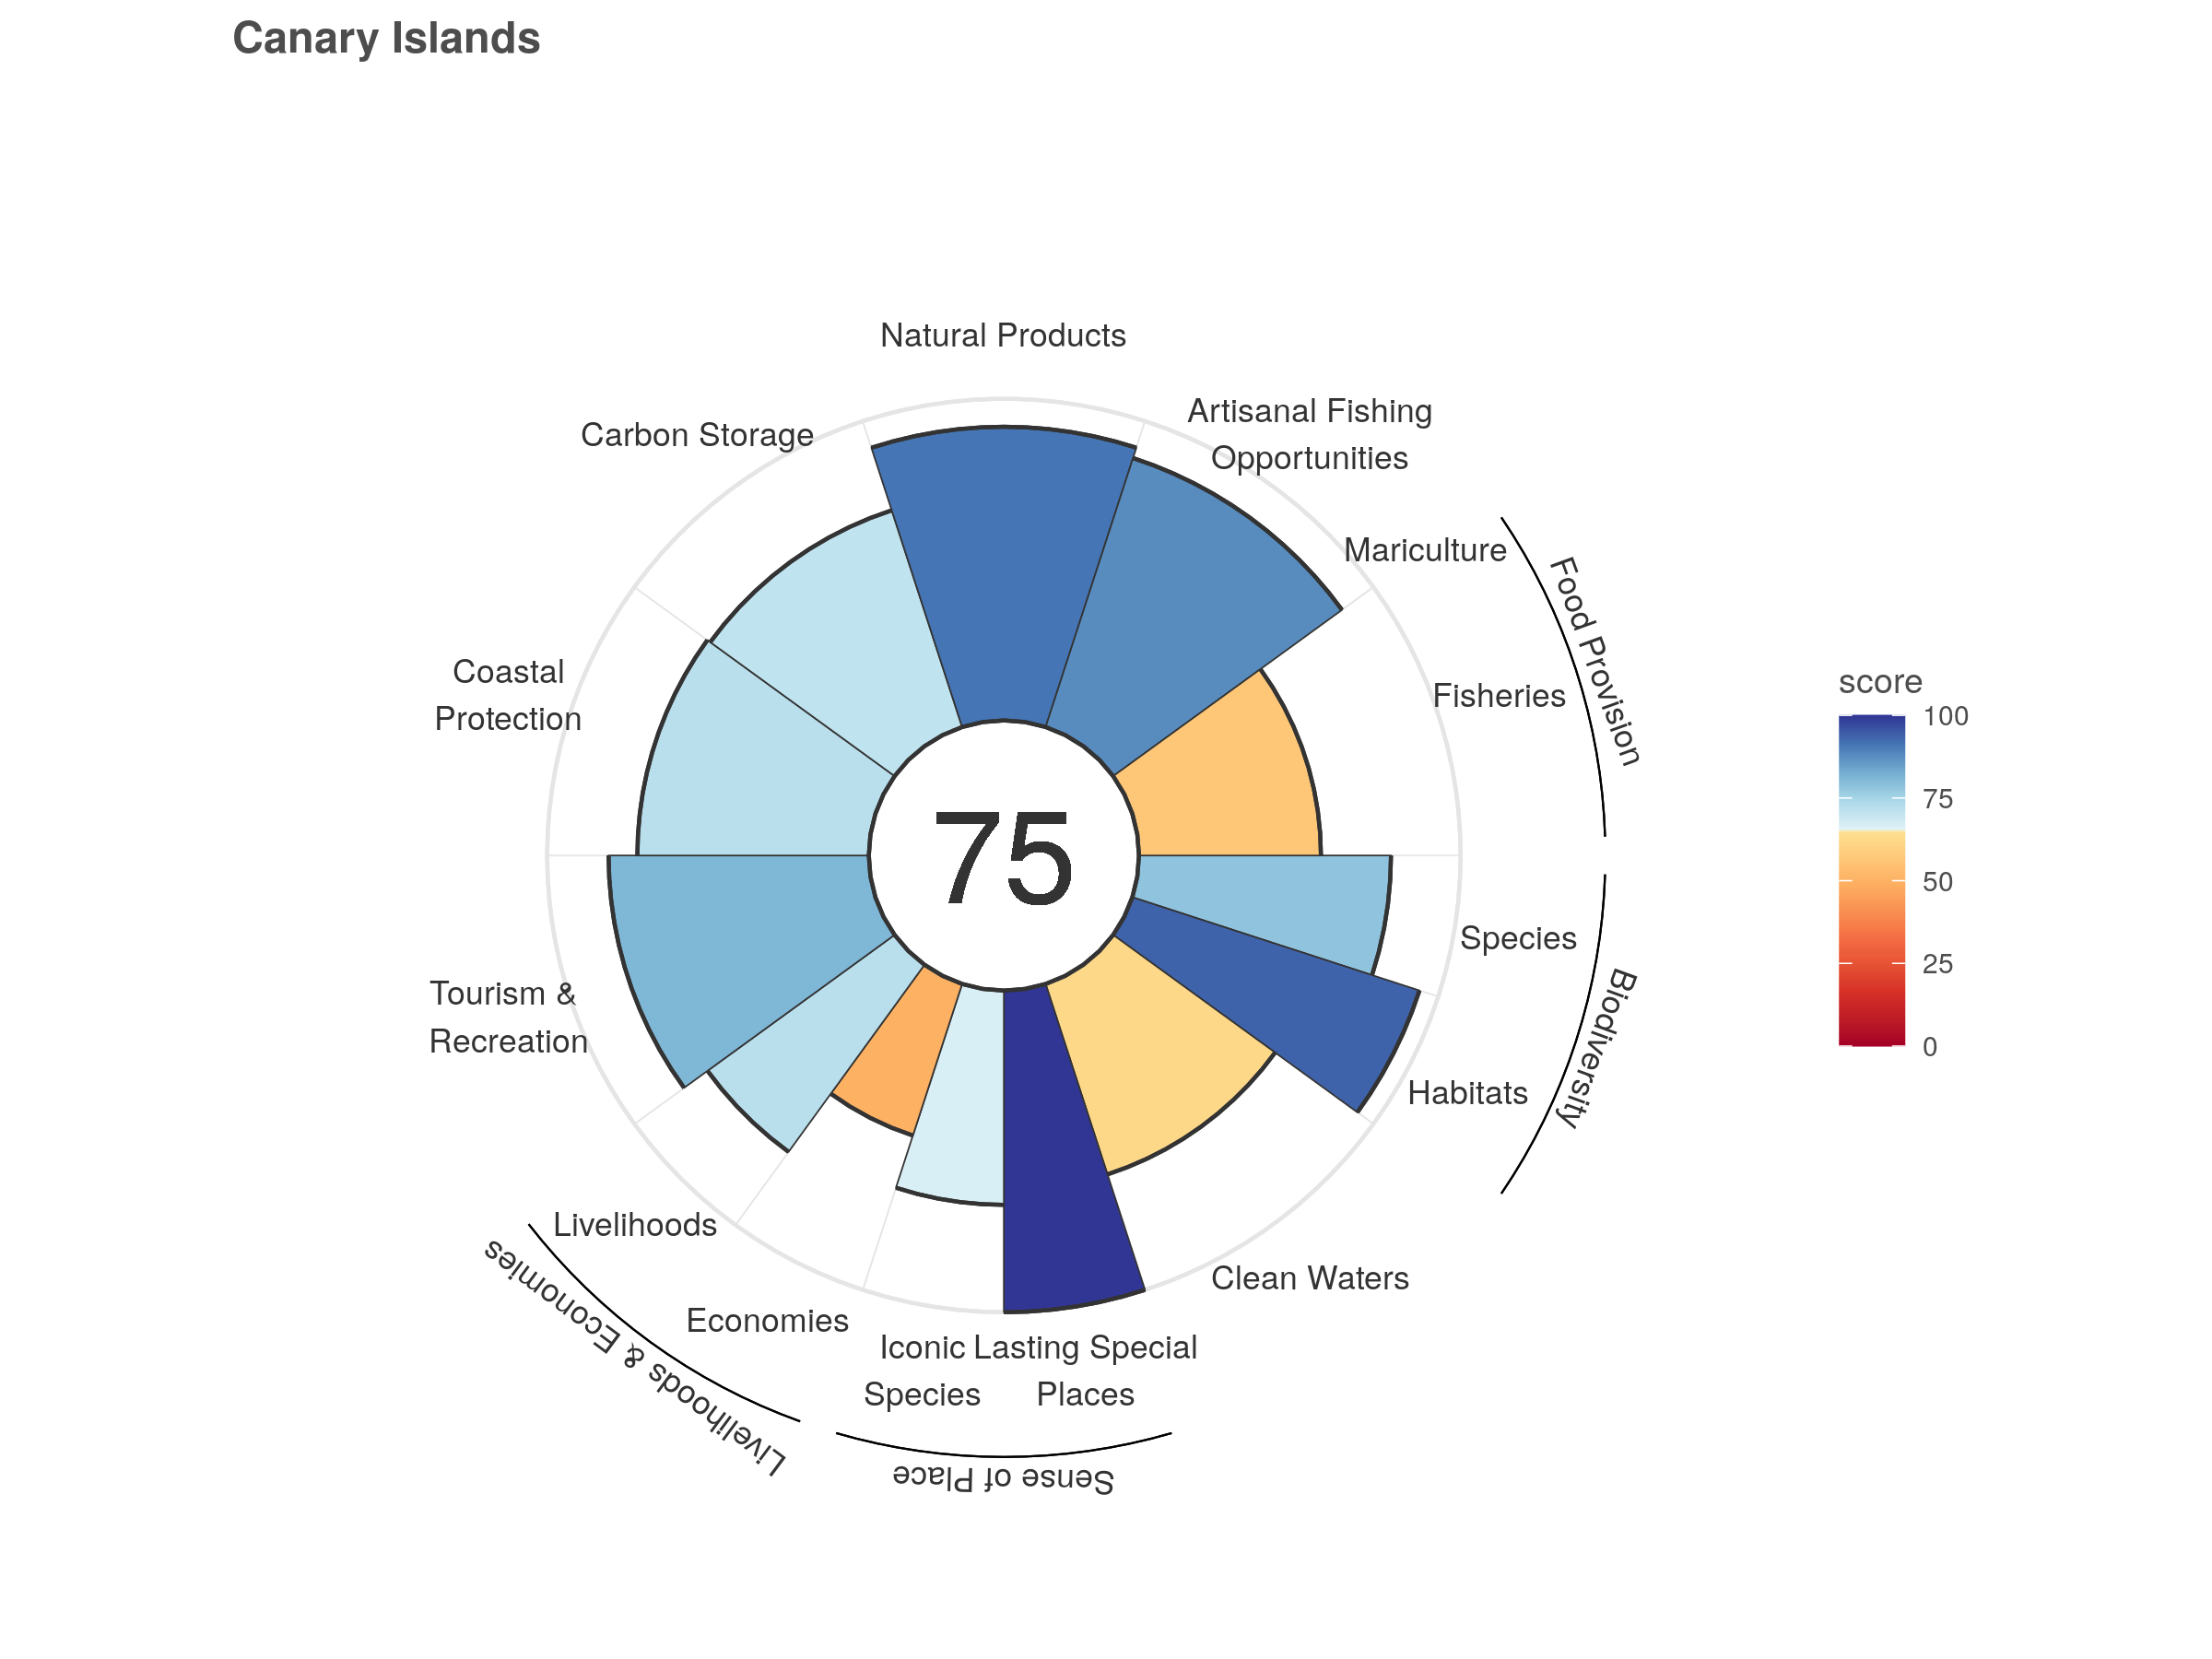 Canary Islands
Natural Products
Artisanal Fishing
Opportunities
Carbon Storage
Mariculture
Food Provision
Fisheries
Coastal
Protection
score
100
75
50
25
0
75
Species
Biodiversity
Tourism &
Recreation
Habitats
Livelihoods
Livelihoods & Economies
Clean Waters
Economies
Iconic
Species
Lasting Special
Places
Sense of Place